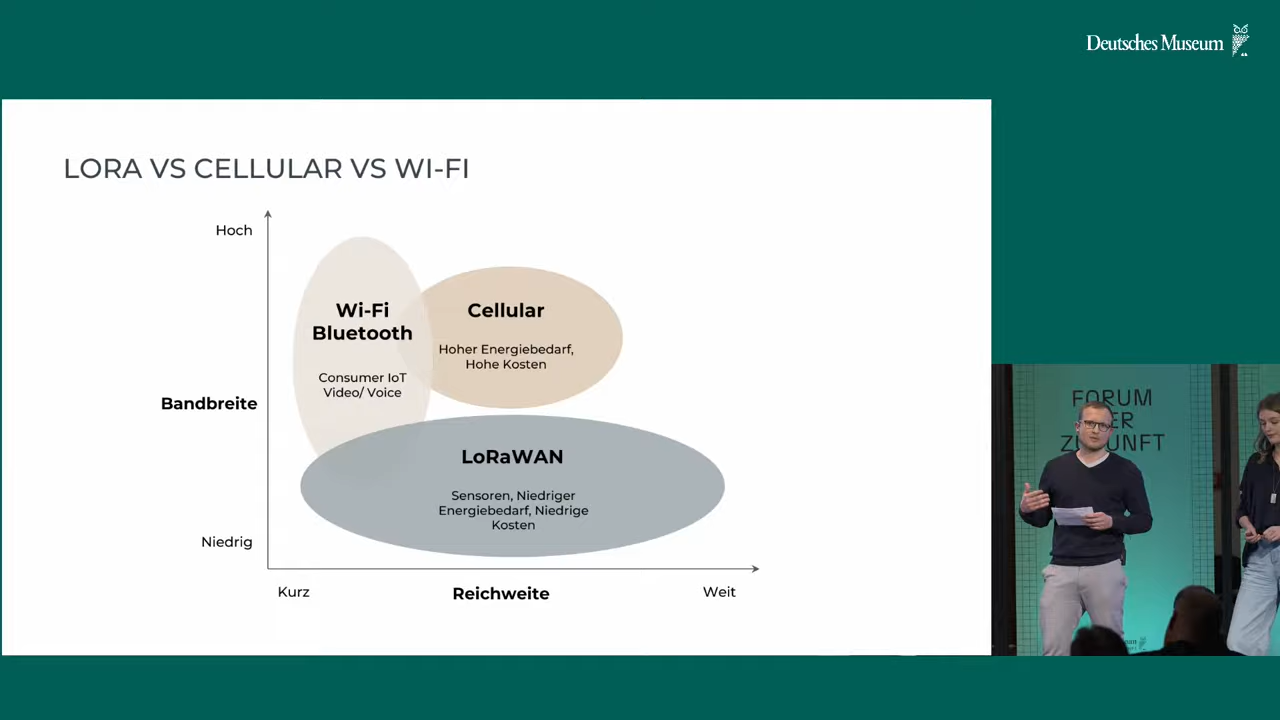 Deutsches Museum
LORA VS CELLULAR VS WI-FI
Hoch
Wi-Fi
Bluetooth
Consumer IoT
Video/ Voice
Cellular
Hoher Energiebedarf,
Hohe Kosten
Bandbreite
LoRaWAN
Sensoren, Niedriger
Energiebedarf, Niedrige
Kosten
Niedrig
Kurz
Reichweite
Weit
FORUM
DER
ZUKUNFT